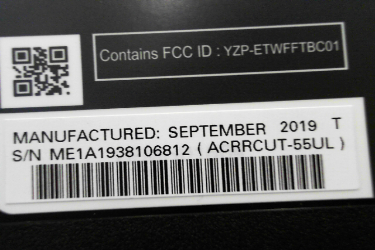 Contains FCC ID : YZP-ETWFFTBC01
MANUFACTURED: SEPTEMBER 2019 T
S/N ME1A1938106812 ( ACRRCUT-55UL )